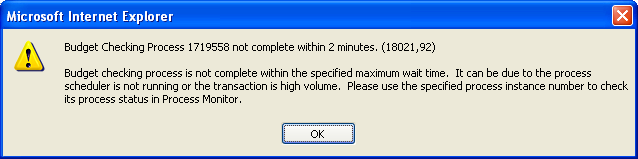 Microsoft Internet Explorer
Budget Checking Process 1719558 not complete within 2 minutes. (18021,92)
Budget checking process is not complete within the specified maximum wait time.  It can be due to the process
scheduler is not running or the transaction is high volume.  Please use the specified process instance number to check
its process status in Process Monitor.
OK